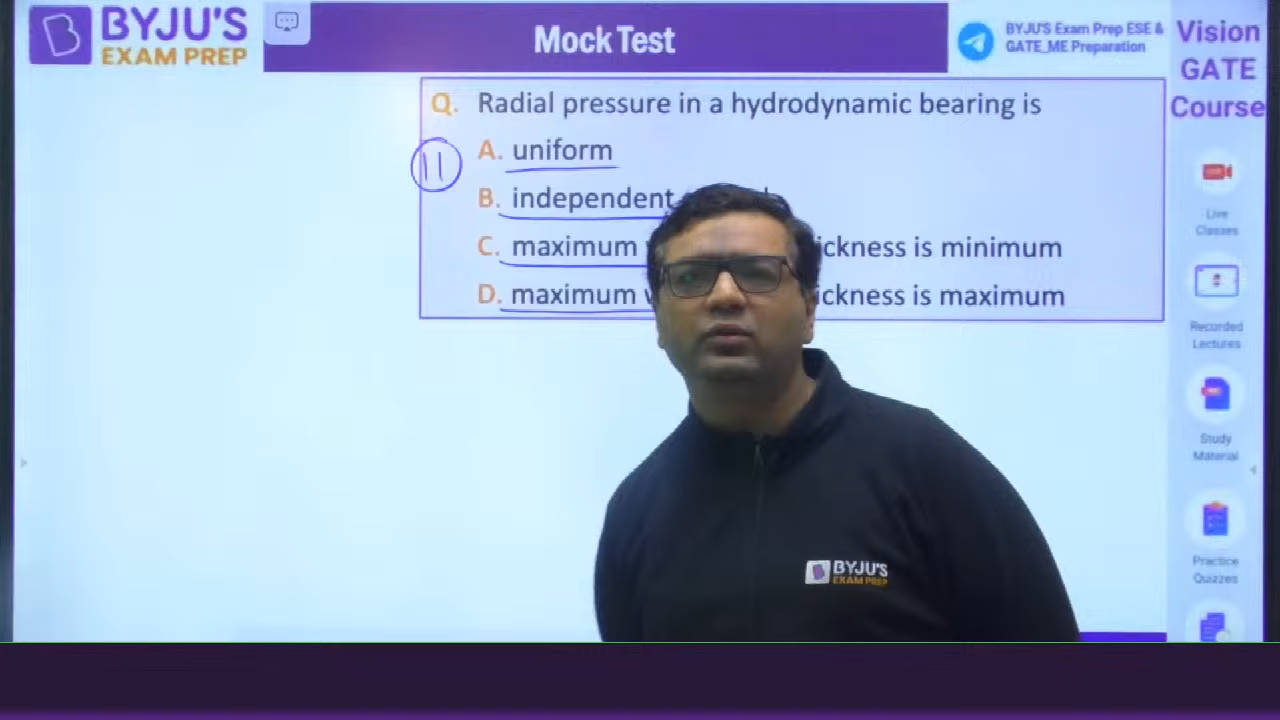 BYJU'S
EXAM PREP
Mock Test
BYJU'S Exam Prep ESE &
GATE_ME Preparation
Vision
GATE
Course
Q. Radial pressure in a hydrodynamic bearing is
11
A. uniform
B. independent
C. maximum ickness is minimum
D. maximum ickness is maximum
Live
Classes
Recorded
Lectures
Study
Material
Practice
Quizzes
BYJU'S
EXAM PREP